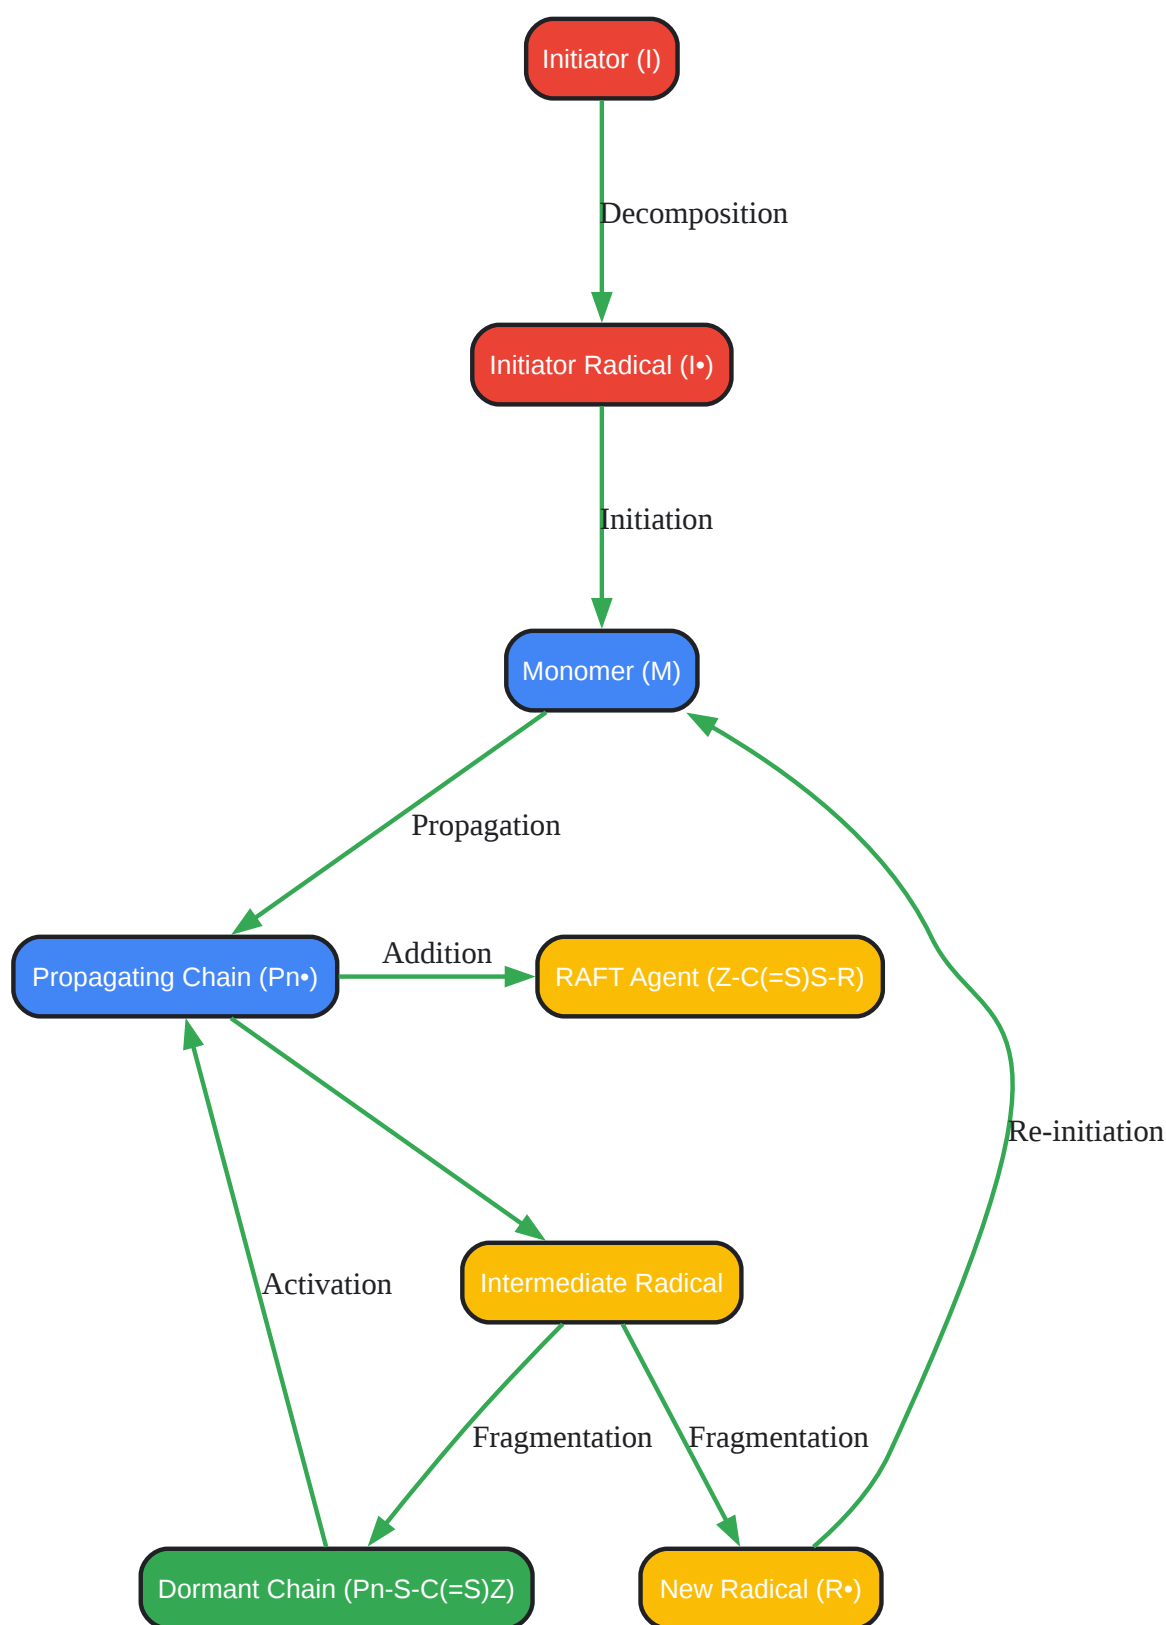 Initiator (I)
Decomposition
Initiator Radical (I•)
Initiation
Monomer (M)
Propagation
Addition
Propagating Chain (Pn•)
RAFT Agent (Z-C(=S)S-R)
Re-initiation
Activation
Intermediate Radical
Fragmentation
Fragmentation
Dormant Chain (Pn-S-C(=S)Z)
New Radical (R•)